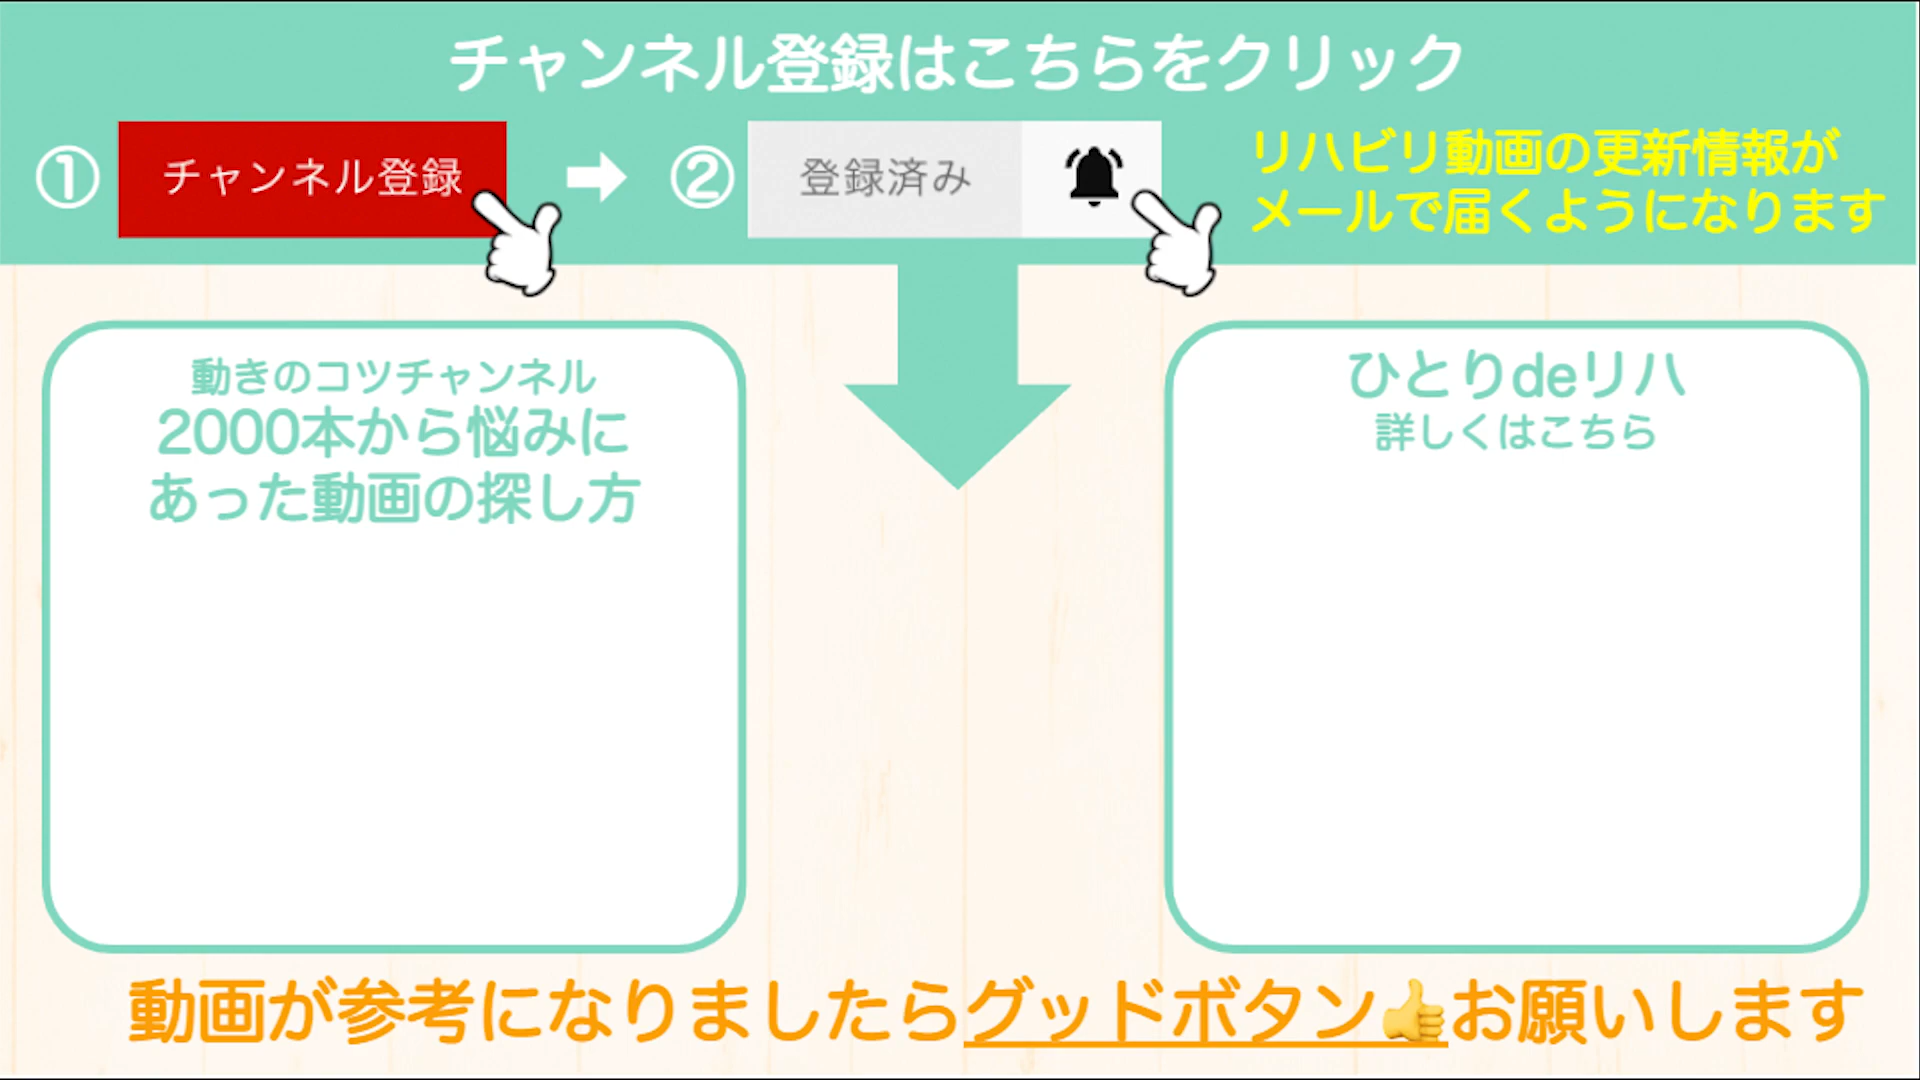 チャンネル登録はこちらをクリック
① チャンネル登録 ➡ ② 登録済み
リハビリ動画の更新情報が
メールで届くようになります
動きのコツチャンネル
2000本から悩みに
あった動画の探し方
ひとりdeリハ
詳しくはこちら
動画が参考になりましたらグッドボタン👍お願いします